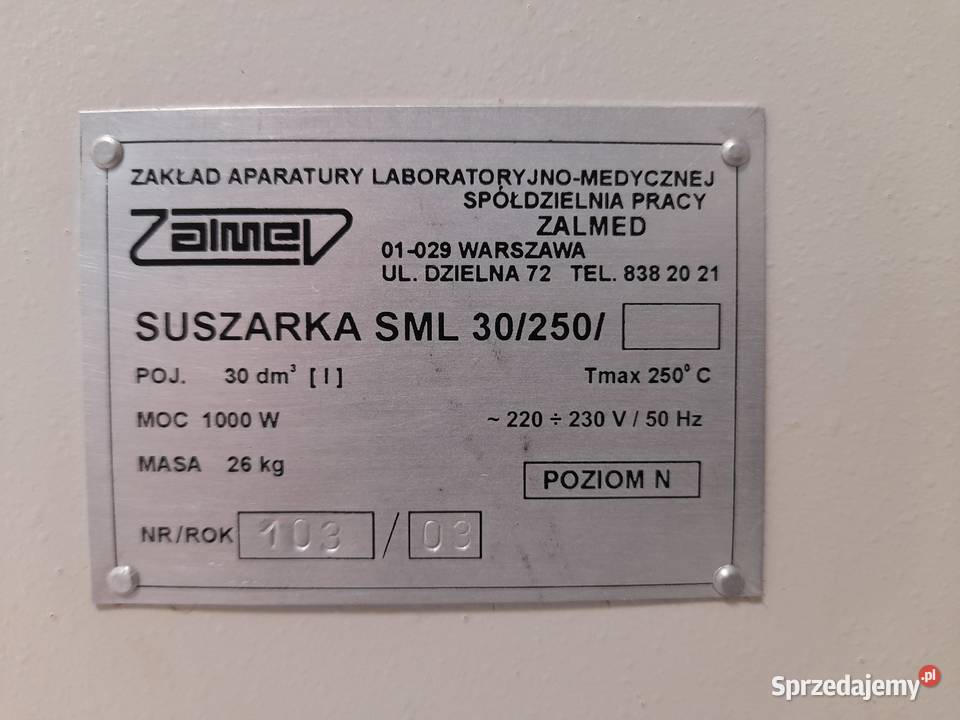 ZAKŁAD APARATURY LABORATORYJNO-MEDYCZNEJ
SPÓŁDZIELNIA PRACY
ZALMED
Zalmed
01-029 WARSZAWA
UL. DZIELNA 72 TEL. 838 20 21
SUSZARKA SML 30/250/
POJ. 30 dm³ [ l ] Tmax 250⁰ C
MOC 1000 W ~ 220 ÷ 230 V / 50 Hz
MASA 26 kg
POZIOM N
NR/ROK 103 / 03
Sprzedajemy.pl